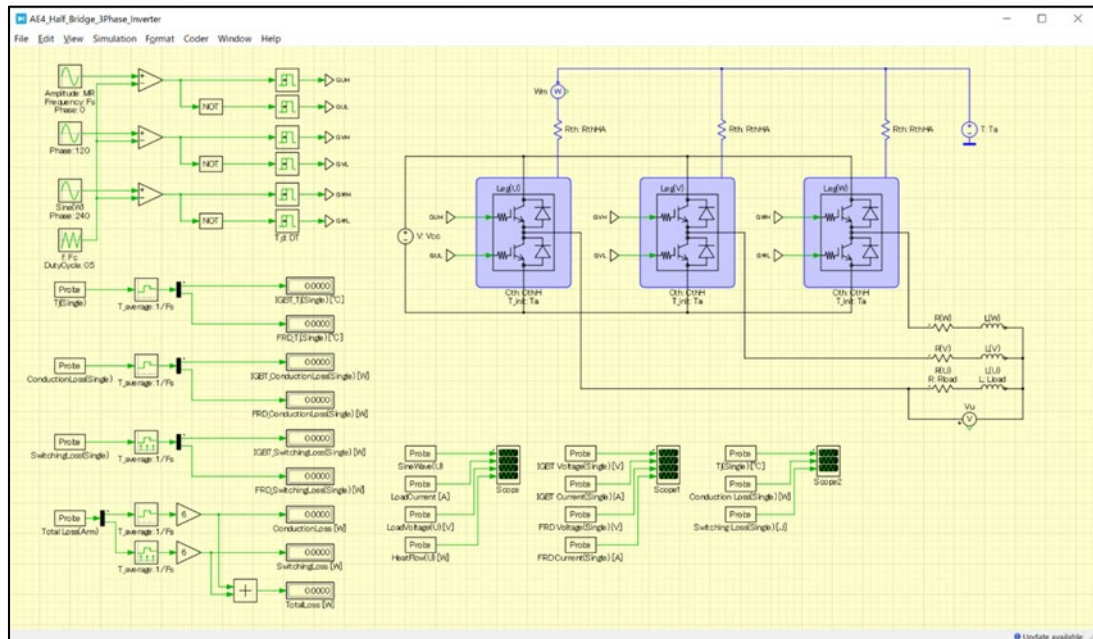 AE4_Half_Bridge_3Phase_Inverter
File Edit View Simulation Format Coder Window Help
Amplitude: MR
Frequency Fs
Phase: 0
GUH
NOT
GUL
Phase: 120
GVH
NOT
GVL
Sine(W)
Phase: 240
GWH
NOT
GWL
f: Fc
DutyCycle: 0.5
T_d: DT
Wm
W
Rth: RthHA
Rth: RthHA
Rth: RthHA
T: Ta
V: Vcc
Leg(U)
GUH
GUL
Cth: CthH
T_init: Ta
Leg(V)
GVH
GVL
Cth: CthH
T_init: Ta
Leg(W)
GWH
GWL
Cth: CthH
T_init: Ta
R(W) L(W)
R(V) L(V)
R(U) L(U)
R: Rload L: Lload
Vu
V
Probe
Tj(Single)
T_average: 1/Fs
0.0000
IGBT_Tj(Single) [°C]
0.0000
FRD_Tj(Single) [°C]
Probe
ConductionLoss(Single)
T_average: 1/Fs
0.0000
IGBT_ConductionLoss(Single) [W]
0.0000
FRD_ConductionLoss(Single) [W]
Probe
SwitchingLoss(Single)
T_average: 1/Fs
0.0000
IGBT_SwitchingLoss(Single) [W]
0.0000
FRD_SwitchingLoss(Single) [W]
Probe
Total Loss(Arm)
T_average: 1/Fs
6
0.0000
ConductionLoss [W]
T_average: 1/Fs
6
0.0000
SwitchingLoss [W]
0.0000
TotalLoss [W]
Probe
SineWave(U)
Probe
LoadCurrent [A]
Probe
LoadVoltage(U) [V]
Probe
HeatFlow(U) [W]
Scope
Probe
IGBT Voltage(Single) [V]
Probe
IGBT Current(Single) [A]
Probe
FRD Voltage(Single) [V]
Probe
FRD Current(Single) [A]
Scope1
Probe
Tj(Single) [°C]
Probe
Conduction Loss(Single) [W]
Probe
Switching Loss(Single) [J]
Scope2
Update available